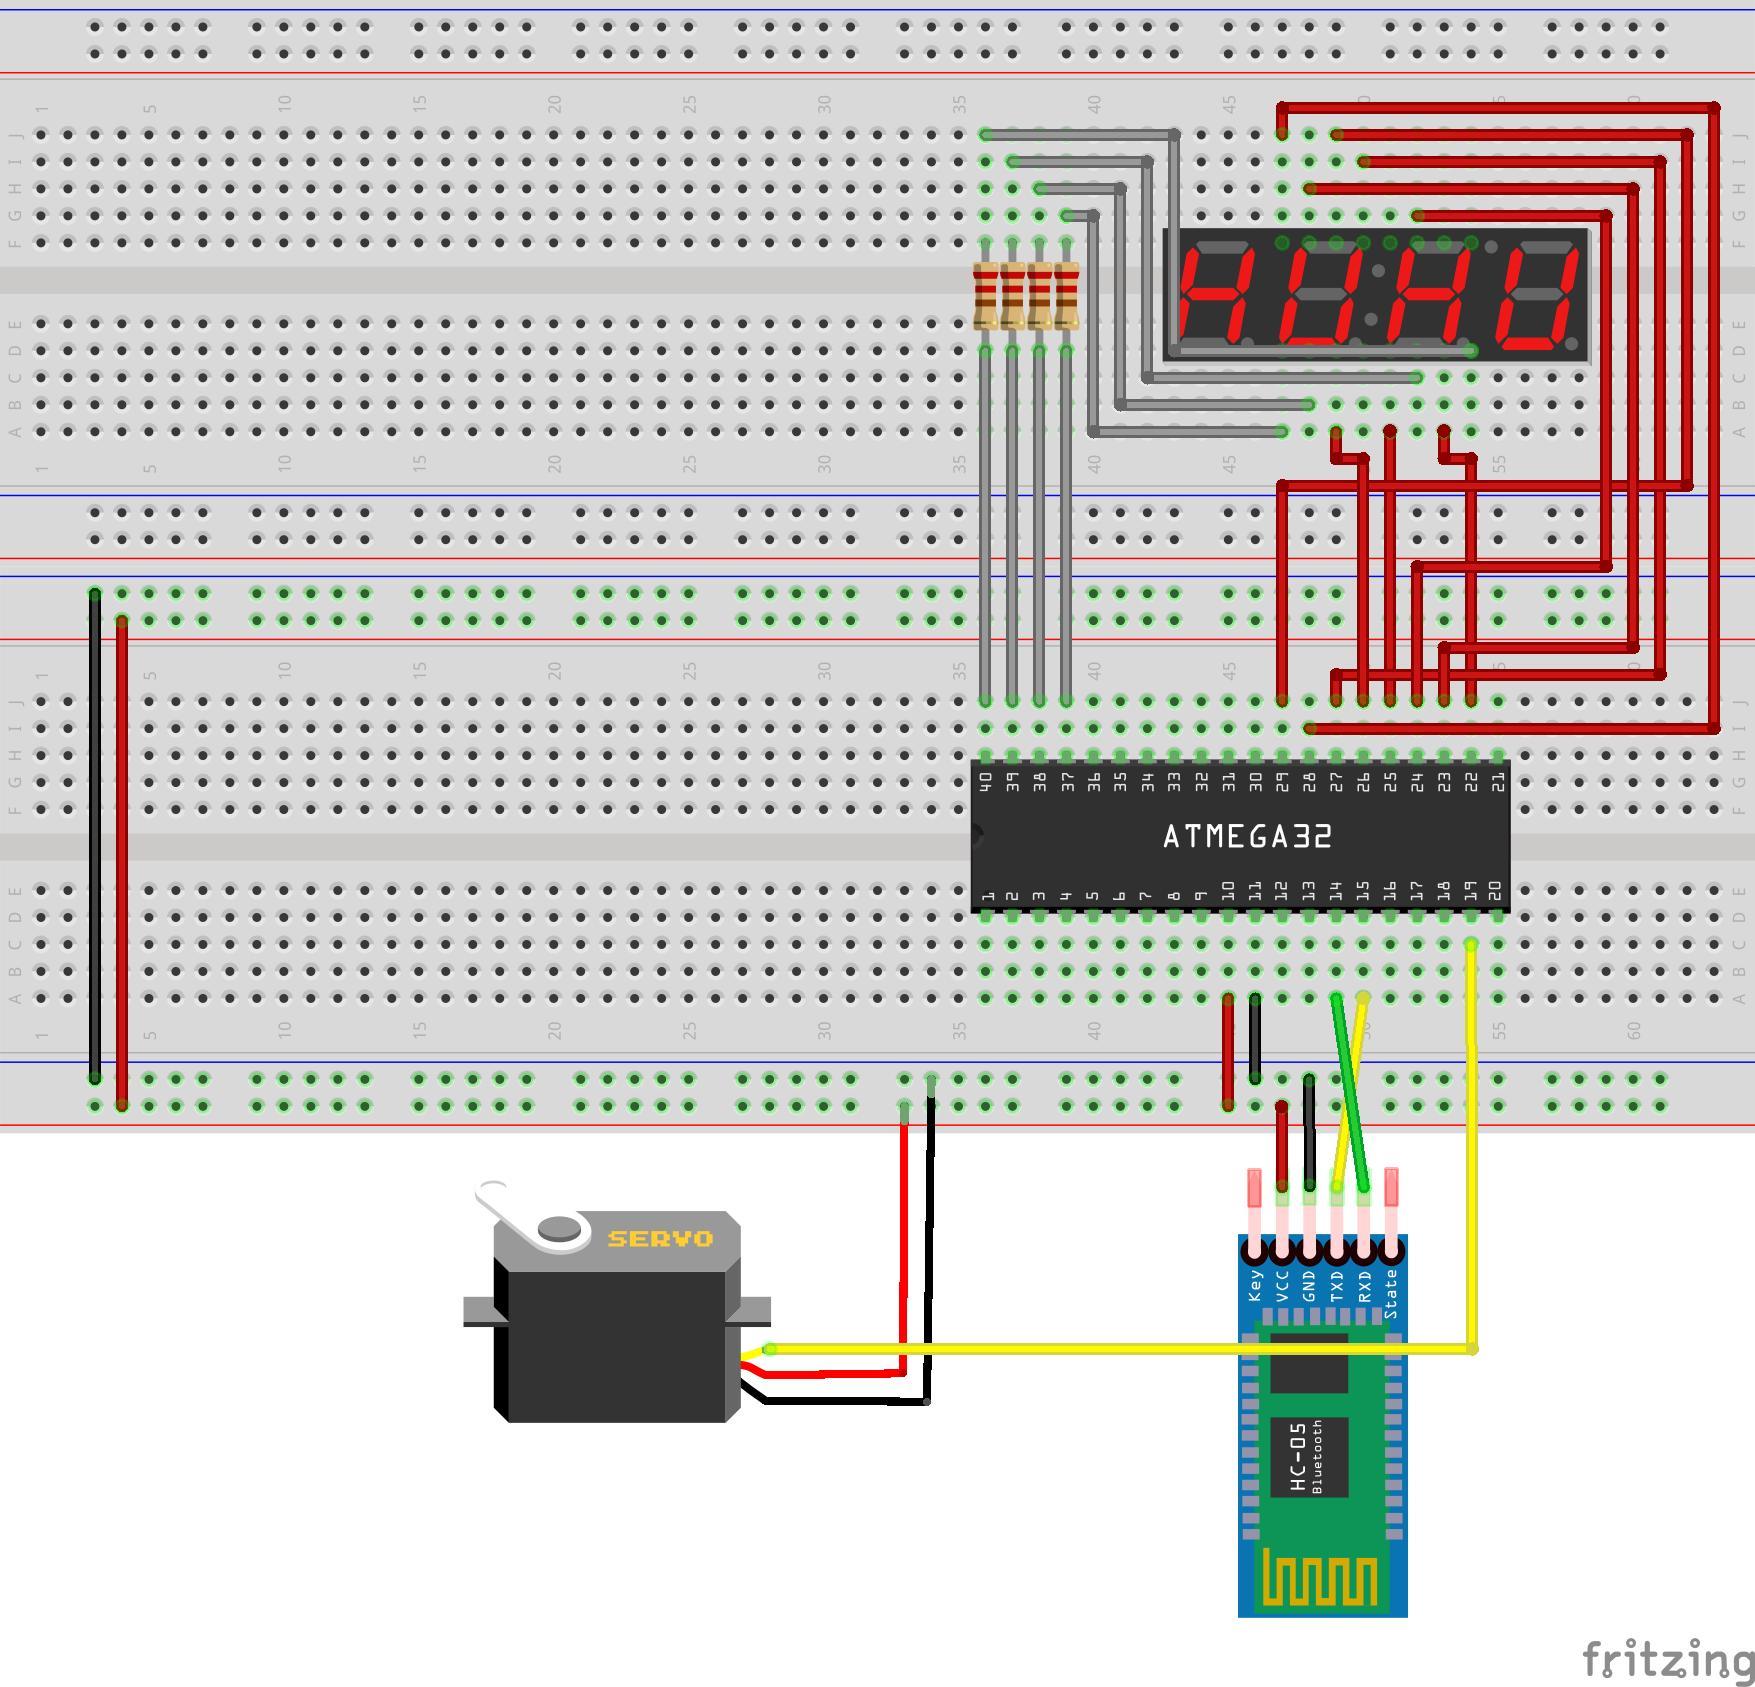 1 5 10 15 20 25 30 35 40 45
J J
I I
H H
G G
F F
E E
D D
C C
B B
A A
1 5 10 15 20 25 30 35 40 45 55
1 5 10 15 20 25 30 35 40 45
J J
I I
H H
G G
F F
40 39 38 37 36 35 34 33 32 31 30 29 28 27 26 25 24 23 22 21
ATMEGA32
1 2 3 4 5 6 7 8 9 10 11 12 13 14 15 16 17 18 19 20
E E
D D
C C
B B
A A
1 5 10 15 20 25 30 35 40 45 55 60
SERVO
Key VCC GND TXD RXD State
HC-05
Bluetooth
fritzing